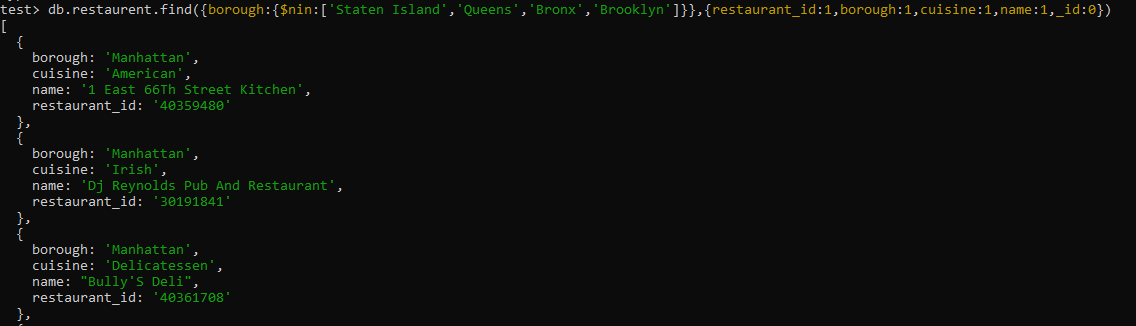 test> db.restaurent.find({borough:{$nin:['Staten Island','Queens','Bronx','Brooklyn']}},{restaurant_id:1,borough:1,cuisine:1,name:1,_id:0})
[
  {
    borough: 'Manhattan',
    cuisine: 'American',
    name: '1 East 66Th Street Kitchen',
    restaurant_id: '40359480'
  },
  {
    borough: 'Manhattan',
    cuisine: 'Irish',
    name: 'Dj Reynolds Pub And Restaurant',
    restaurant_id: '30191841'
  },
  {
    borough: 'Manhattan',
    cuisine: 'Delicatessen',
    name: "Bully'S Deli",
    restaurant_id: '40361708'
  },